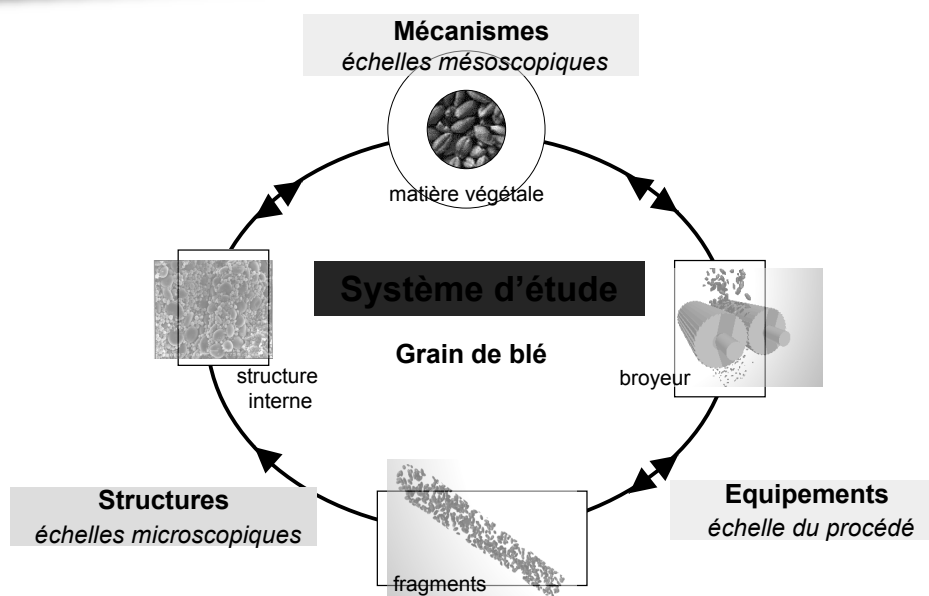 Mécanismes
échelles mésoscopiques
matière végétale
Système d'étude
Grain de blé
structure
interne
broyeur
Structures
échelles microscopiques
Equipements
échelle du procédé
fragments